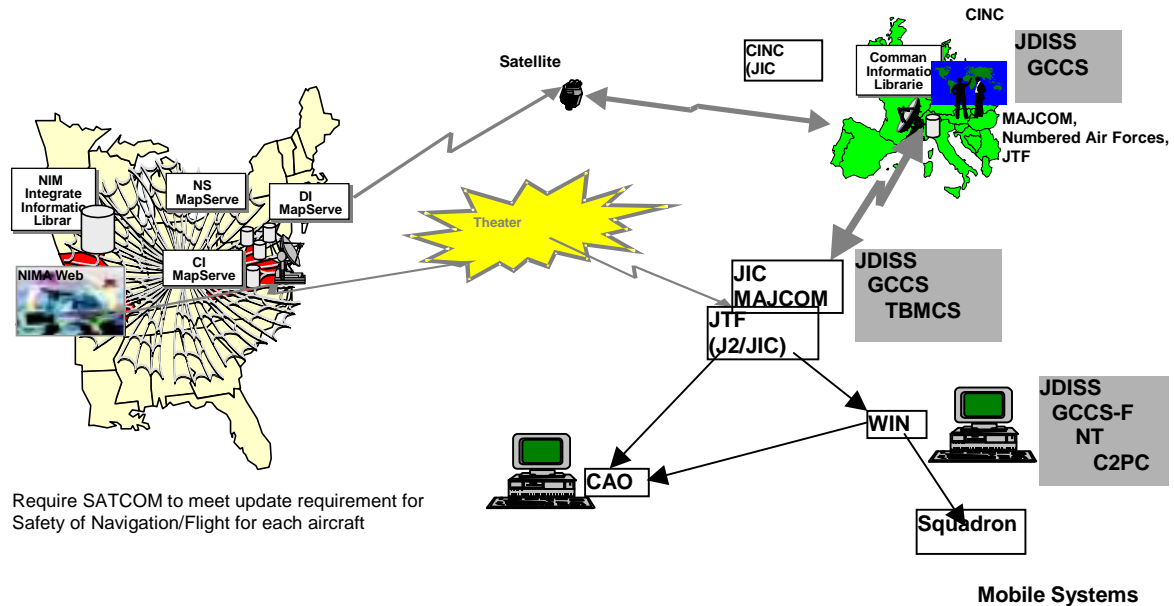 CINC
CINC
(JIC
Comman
Informatio
Librarie
JDISS
GCCS
Satellite
MAJCOM,
Numbered Air Forces,
JTF
NIM
Integrate
Informatic
Librar
NS
MapServe
DI
MapServe
Theater
CI
MapServe
NIMA Web
JIC
MAJCOM
JDISS
GCCS
TBMCS
JTF
(J2/JIC)
JDISS
GCCS-F
NT
C2PC
WIN
CAO
Require SATCOM to meet update requirement for
Safety of Navigation/Flight for each aircraft
Squadron
Mobile Systems